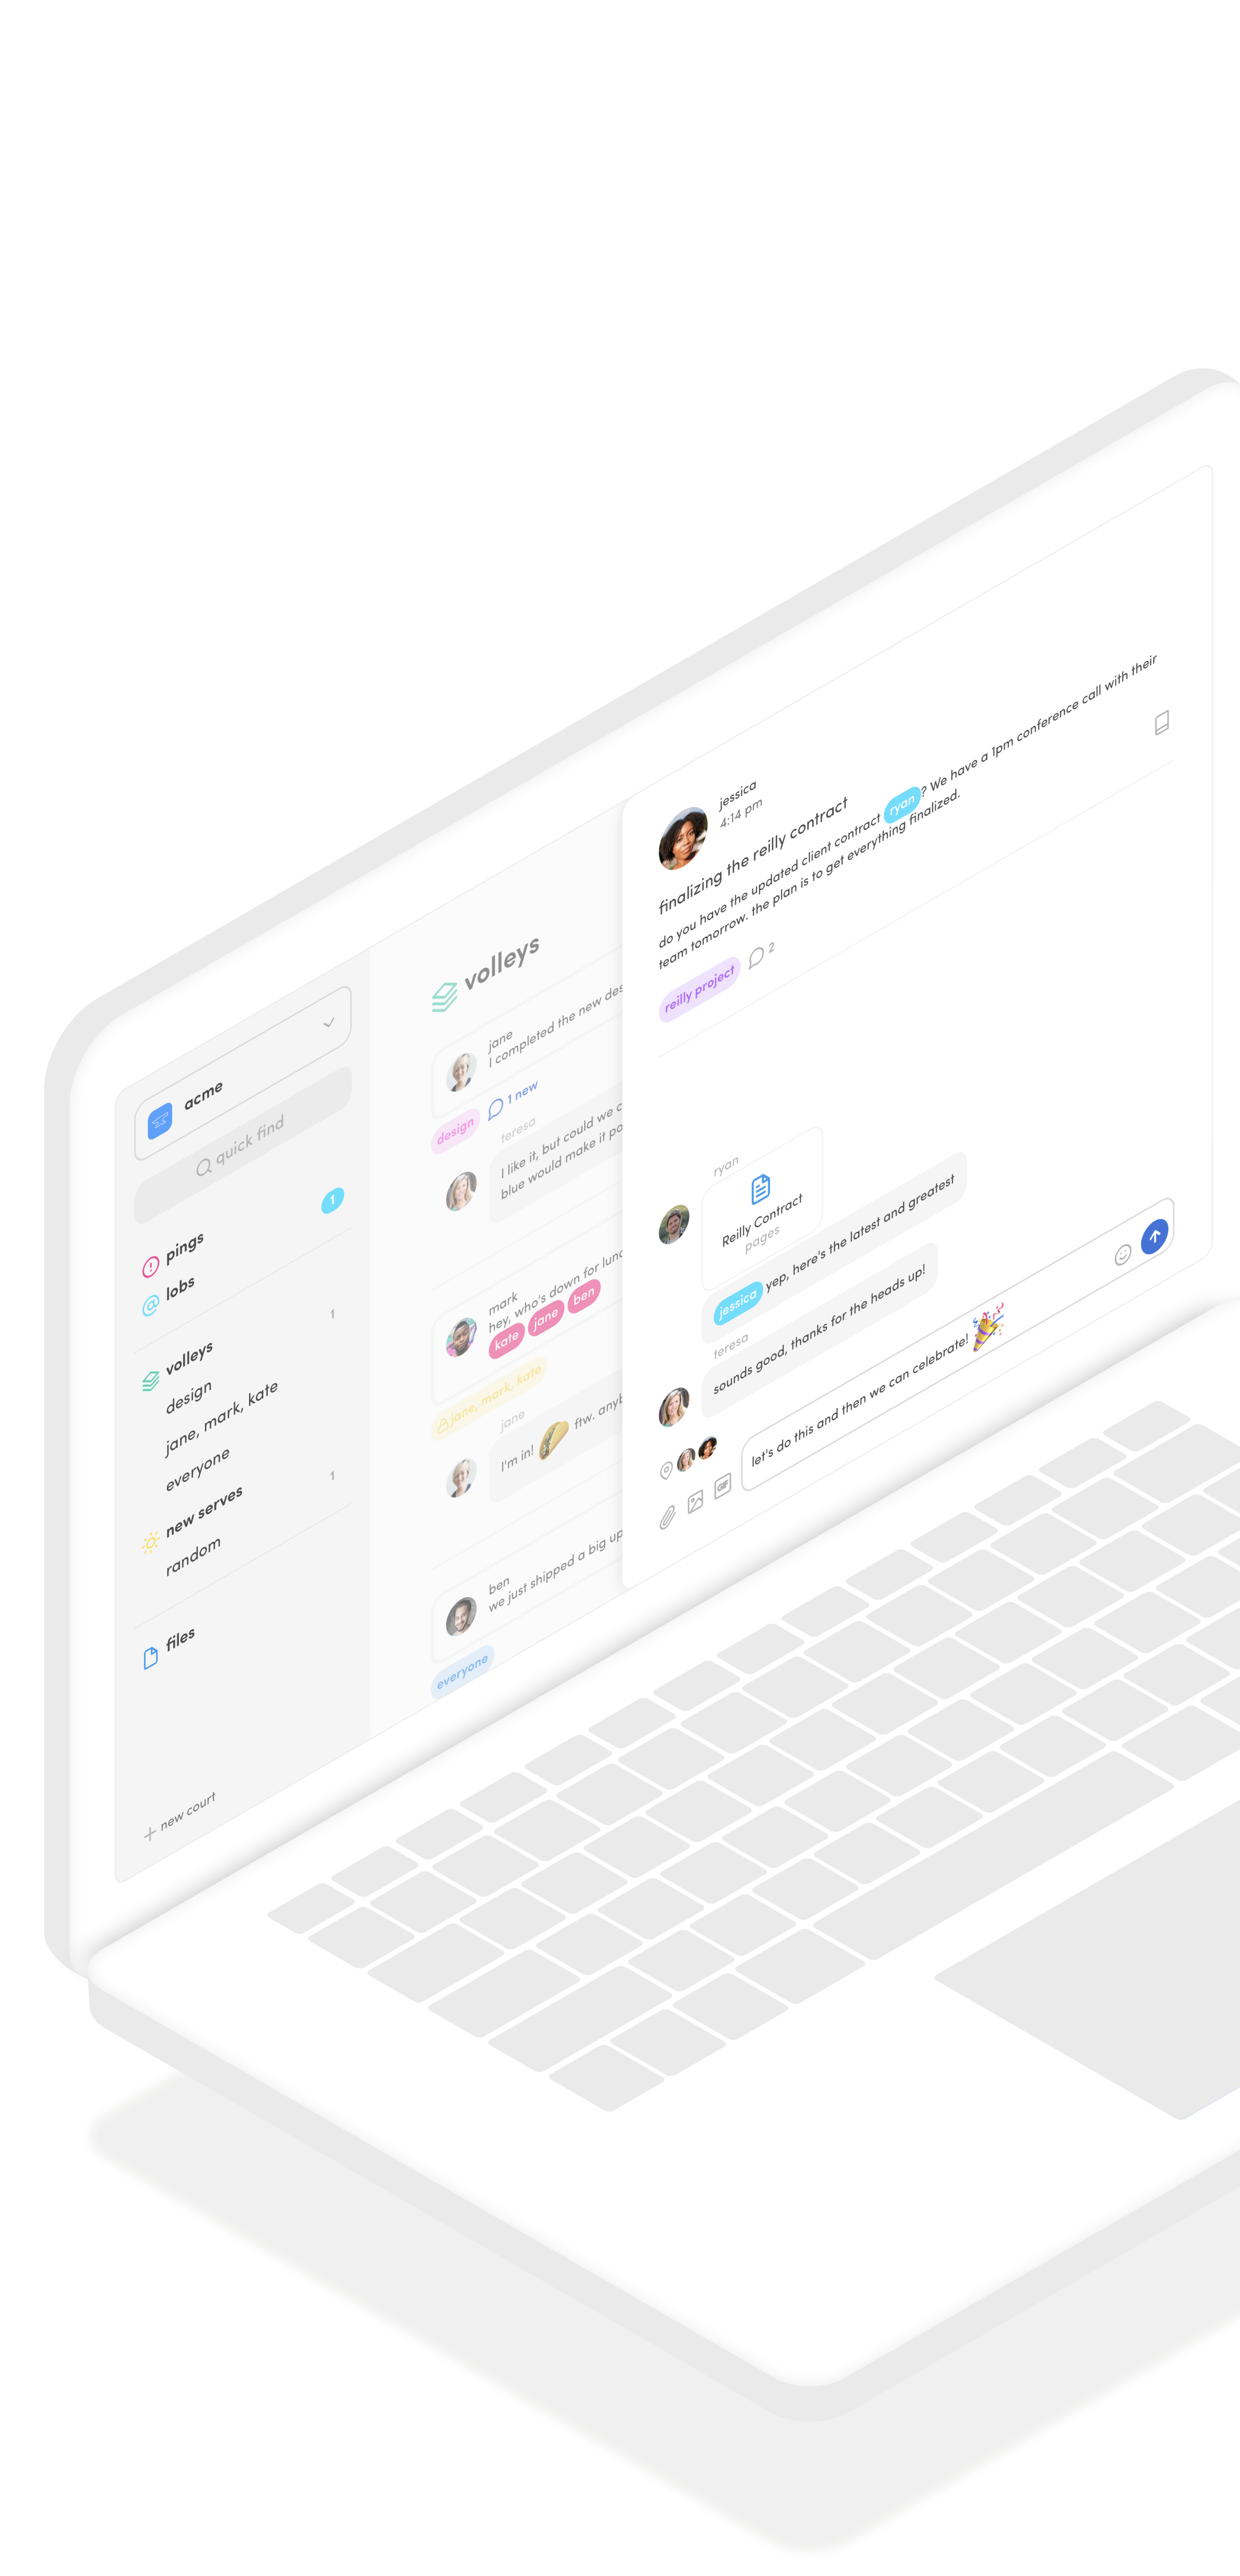 acme
quick find
pings
1
lobs
volleys
1
design
jane, mark, kate
everyone
new serves
1
random
files
new court
volleys
jane
I completed the new des
design
1 new
teresa
I like it, but could we c
blue would make it po
mark
hey, who's down for lunc
kate jane ben
jane, mark, kate
jane
I'm in! ftw. anyb
ben
we just shipped a big up
everyone
jessica
4:14 pm
finalizing the reilly contract
do you have the updated client contract ryan ? We have a 1pm conference call with their
team tomorrow. the plan is to get everything finalized.
reilly project
2
ryan
Reilly Contract
pages
jessica yep, here's the latest and greatest
teresa
sounds good, thanks for the heads up!
let's do this and then we can celebrate!
GIF